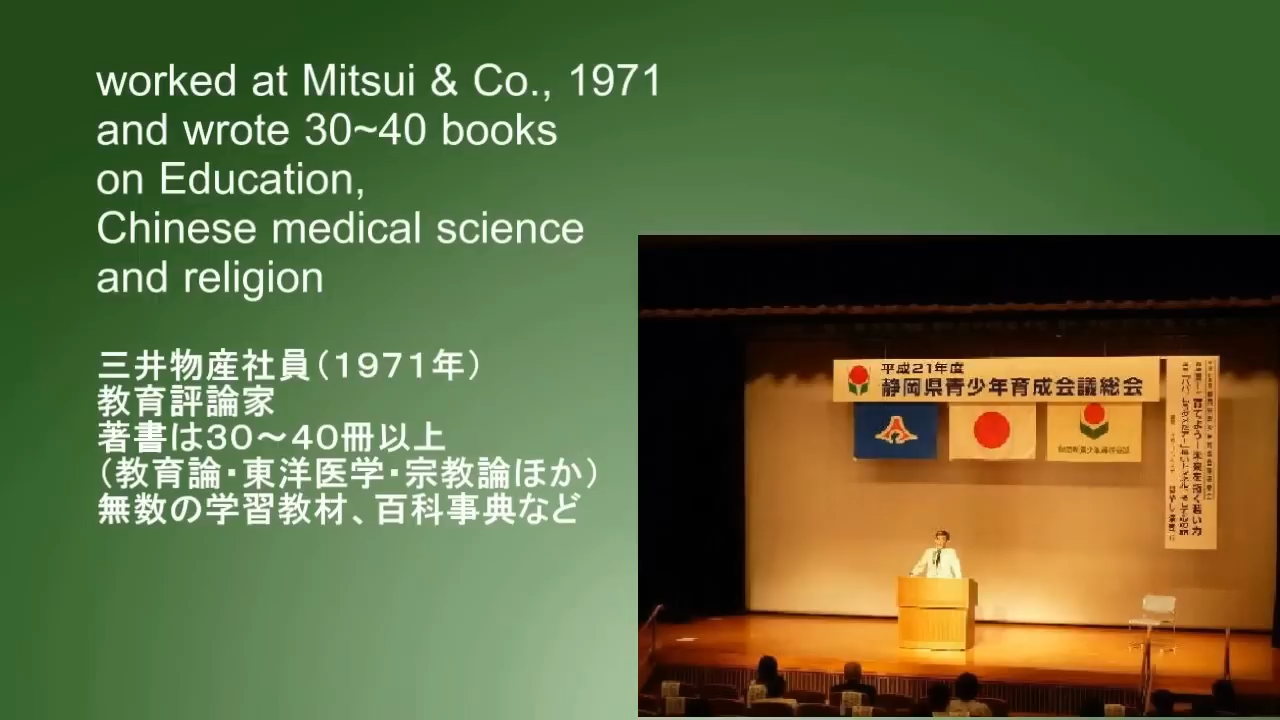 worked at Mitsui & Co., 1971
and wrote 30~40 books
on Education,
Chinese medical science
and religion
三井物産社員（１９７１年）
教育評論家
著書は３０～４０冊以上
（教育論・東洋医学・宗教論ほか）
無数の学習教材、百科事典など
平成21年度
静岡県青少年育成会議総会